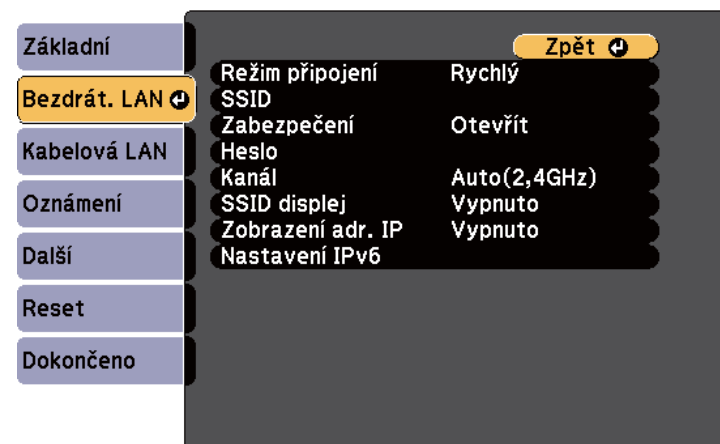 Základní
Bezdrát. LAN
Kabelová LAN
Oznámení
Další
Reset
Dokončeno
Zpět
Režim připojení Rychlý
SSID
Zabezpečení Otevřít
Heslo
Kanál Auto(2,4GHz)
SSID displej Vypnuto
Zobrazení adr. IP Vypnuto
Nastavení IPv6